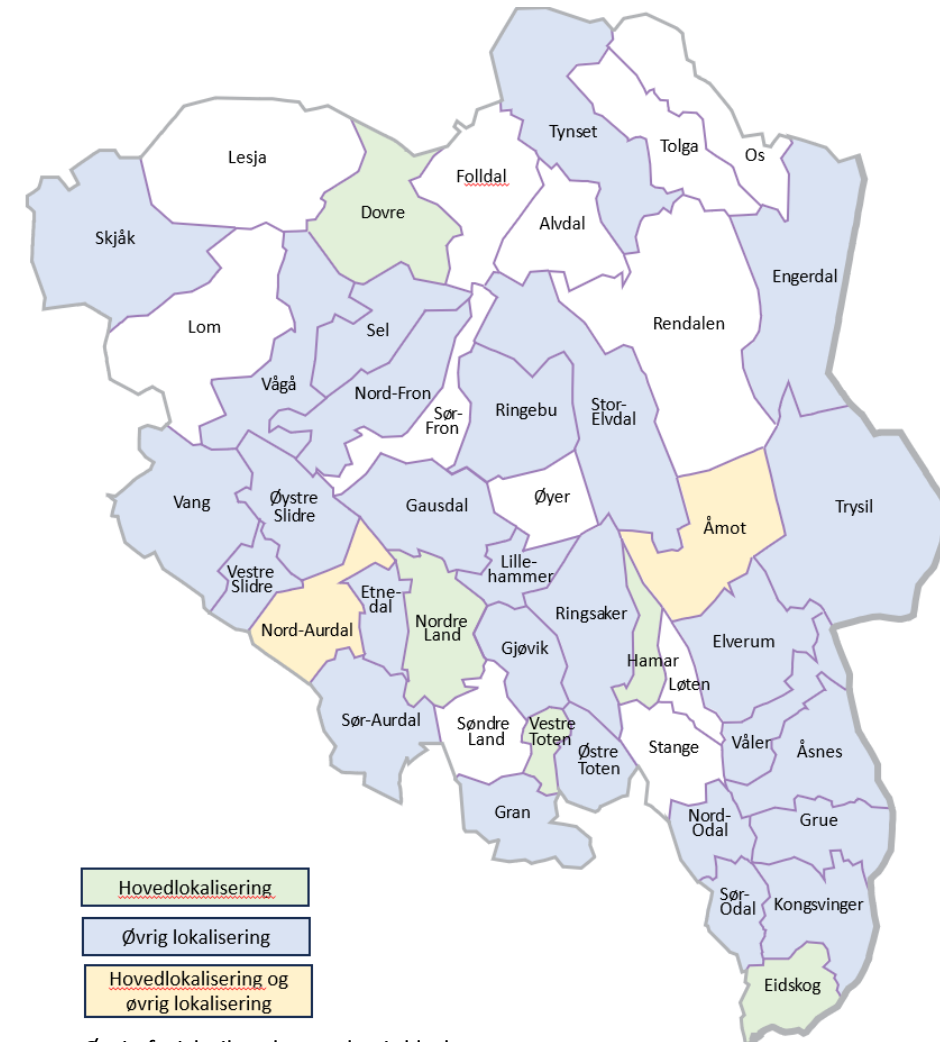 Tynset
Tolga
Os
Lesja
Folldal
Dovre
Alvdal
Skjåk
Engerdal
Lom
Sel
Rendalen
Vågå
Nord-Fron
Sør-
Fron
Ringebu
Stor-
Elvdal
Vang
Øystre
Slidre
Gausdal
Øyer
Åmot
Trysil
Vestre
Slidre
Lille-
hammer
Etne-
dal
Nordre
Land
Ringsaker
Nord-Aurdal
Gjøvik
Elverum
Hamar
Løten
Sør-Aurdal
Søndre
Land
Vestre
Toten
Østre
Toten
Stange
Våler
Åsnes
Gran
Nord-
Odal
Grue
Sør-
Odal
Kongsvinger
Eidskog
Hovedlokalisering
Øvrig lokalisering
Hovedlokalisering og
øvrig lokalisering